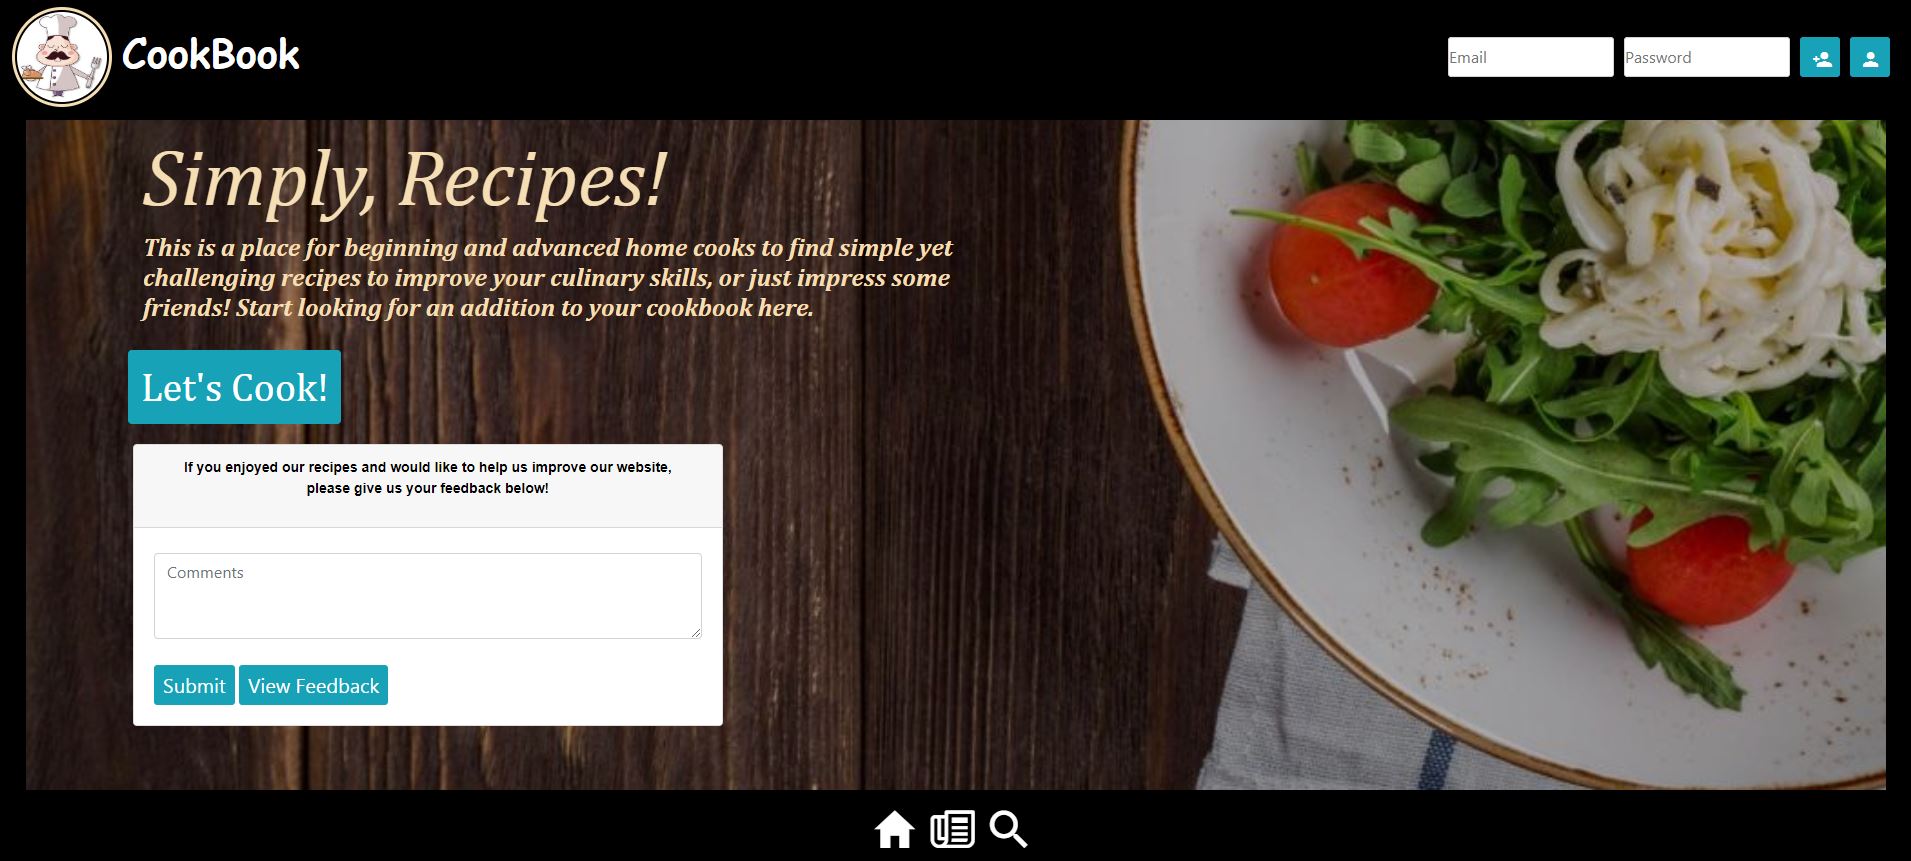 CookBook
Email
Password
Simply, Recipes!
This is a place for beginning and advanced home cooks to find simple yet
challenging recipes to improve your culinary skills, or just impress some
friends! Start looking for an addition to your cookbook here.
Let's Cook!
If you enjoyed our recipes and would like to help us improve our website,
please give us your feedback below!
Comments
Submit
View Feedback